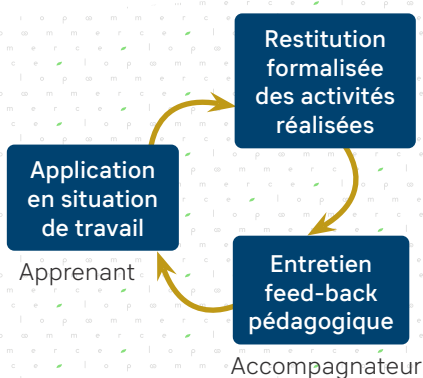 Restitution
formalisée
des activités
réalisées
Application
en situation
de travail
Apprenant
Entretien
feed-back
pédagogique
Accompagnateur